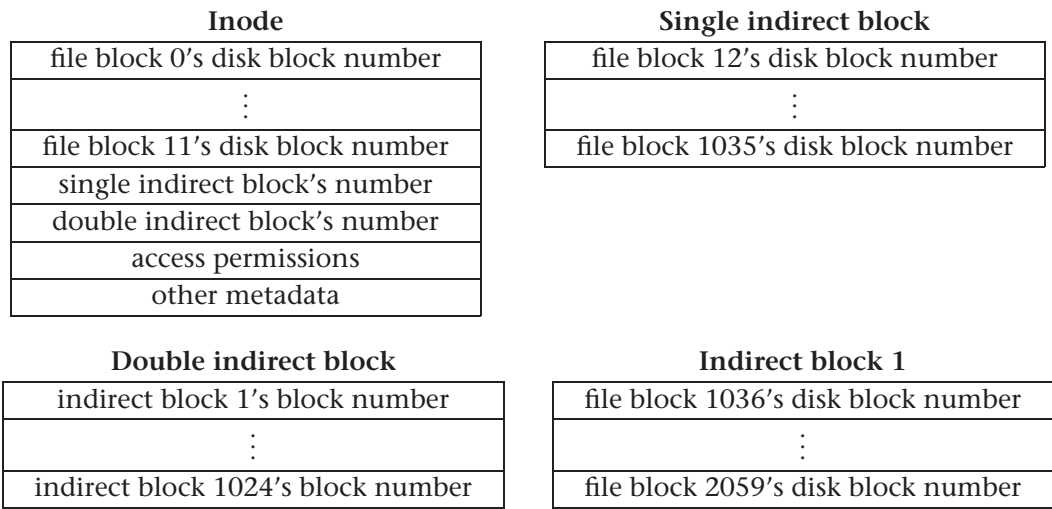 Inode
file block 0's disk block number
⋮
file block 11's disk block number
single indirect block's number
double indirect block's number
access permissions
other metadata
Single indirect block
file block 12's disk block number
⋮
file block 1035's disk block number
Double indirect block
indirect block 1's block number
⋮
indirect block 1024's block number
Indirect block 1
file block 1036's disk block number
⋮
file block 2059's disk block number